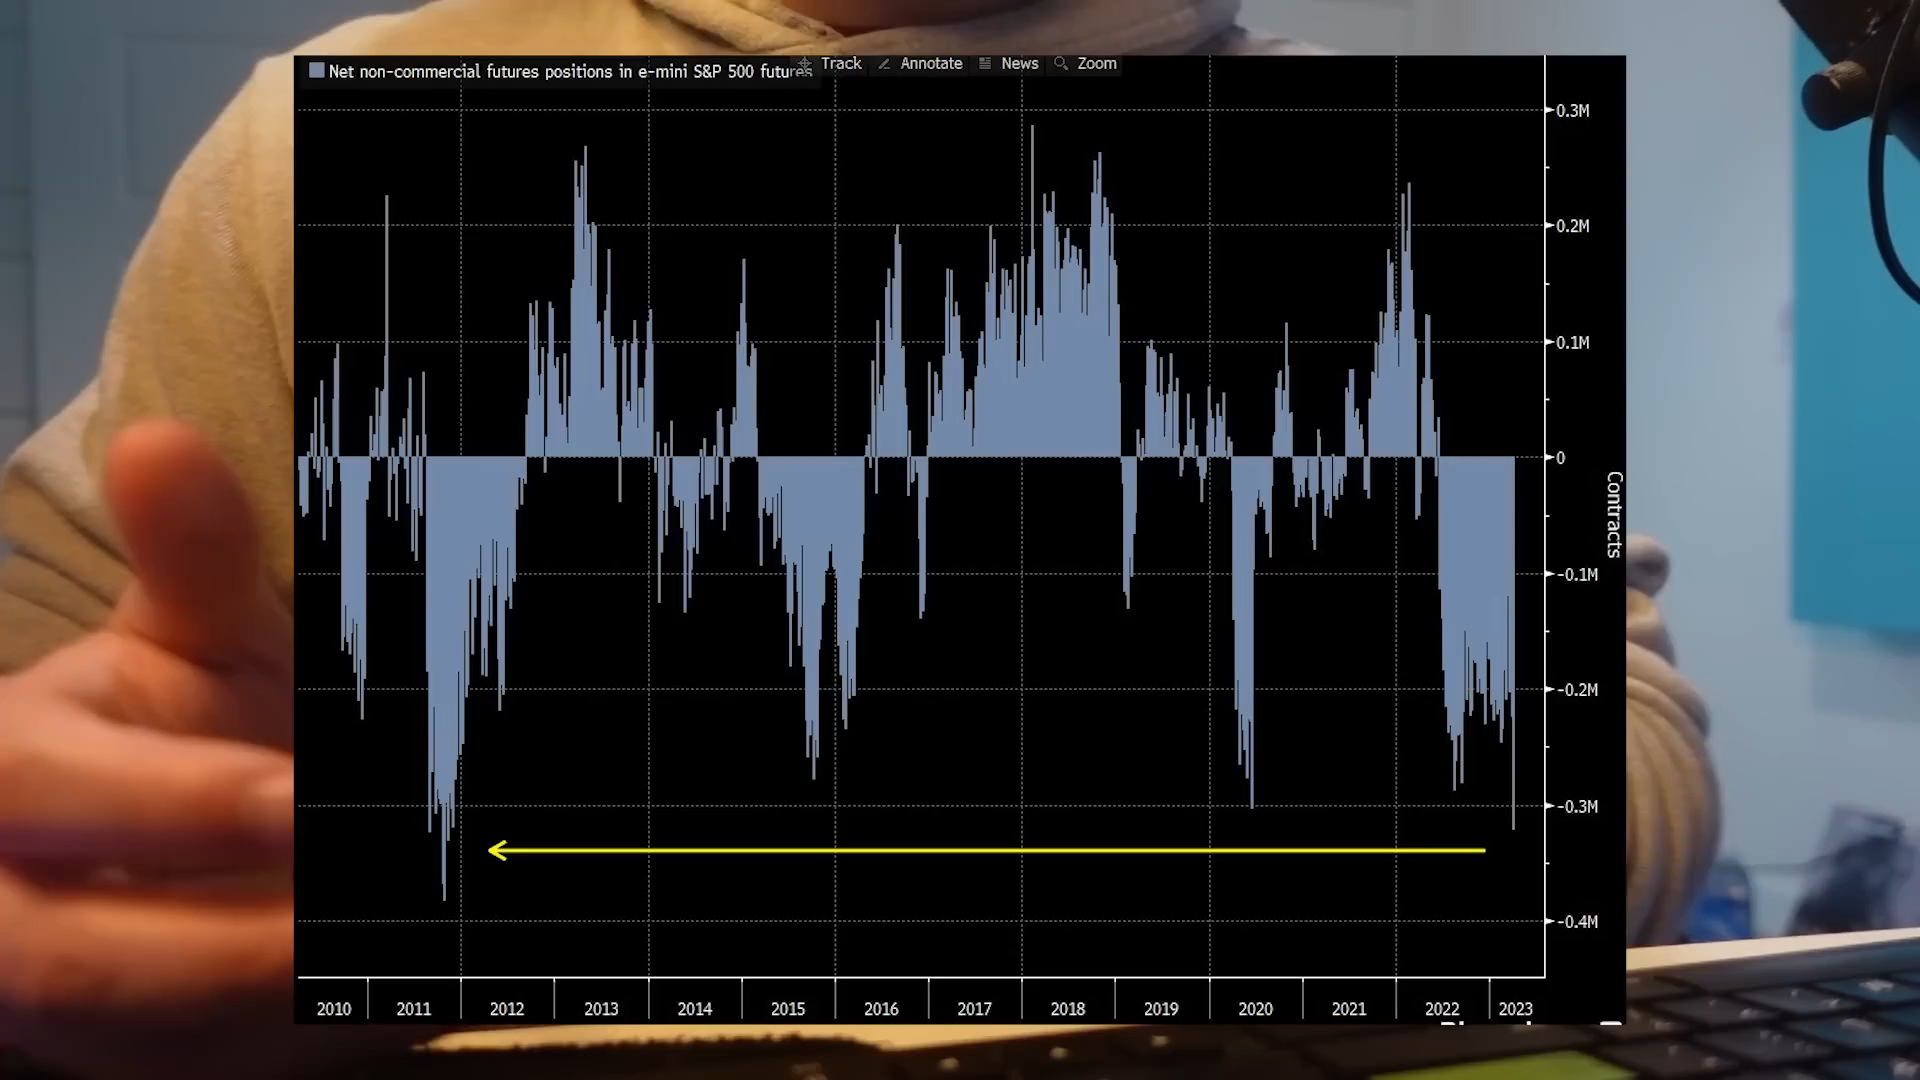 Net non-commercial futures positions in e-mini S&P 500 futures
Track Annotate News Zoom
0.3M
0.2M
0.1M
0
-0.1M
-0.2M
-0.3M
-0.4M
Contracts
2010 2011 2012 2013 2014 2015 2016 2017 2018 2019 2020 2021 2022 2023